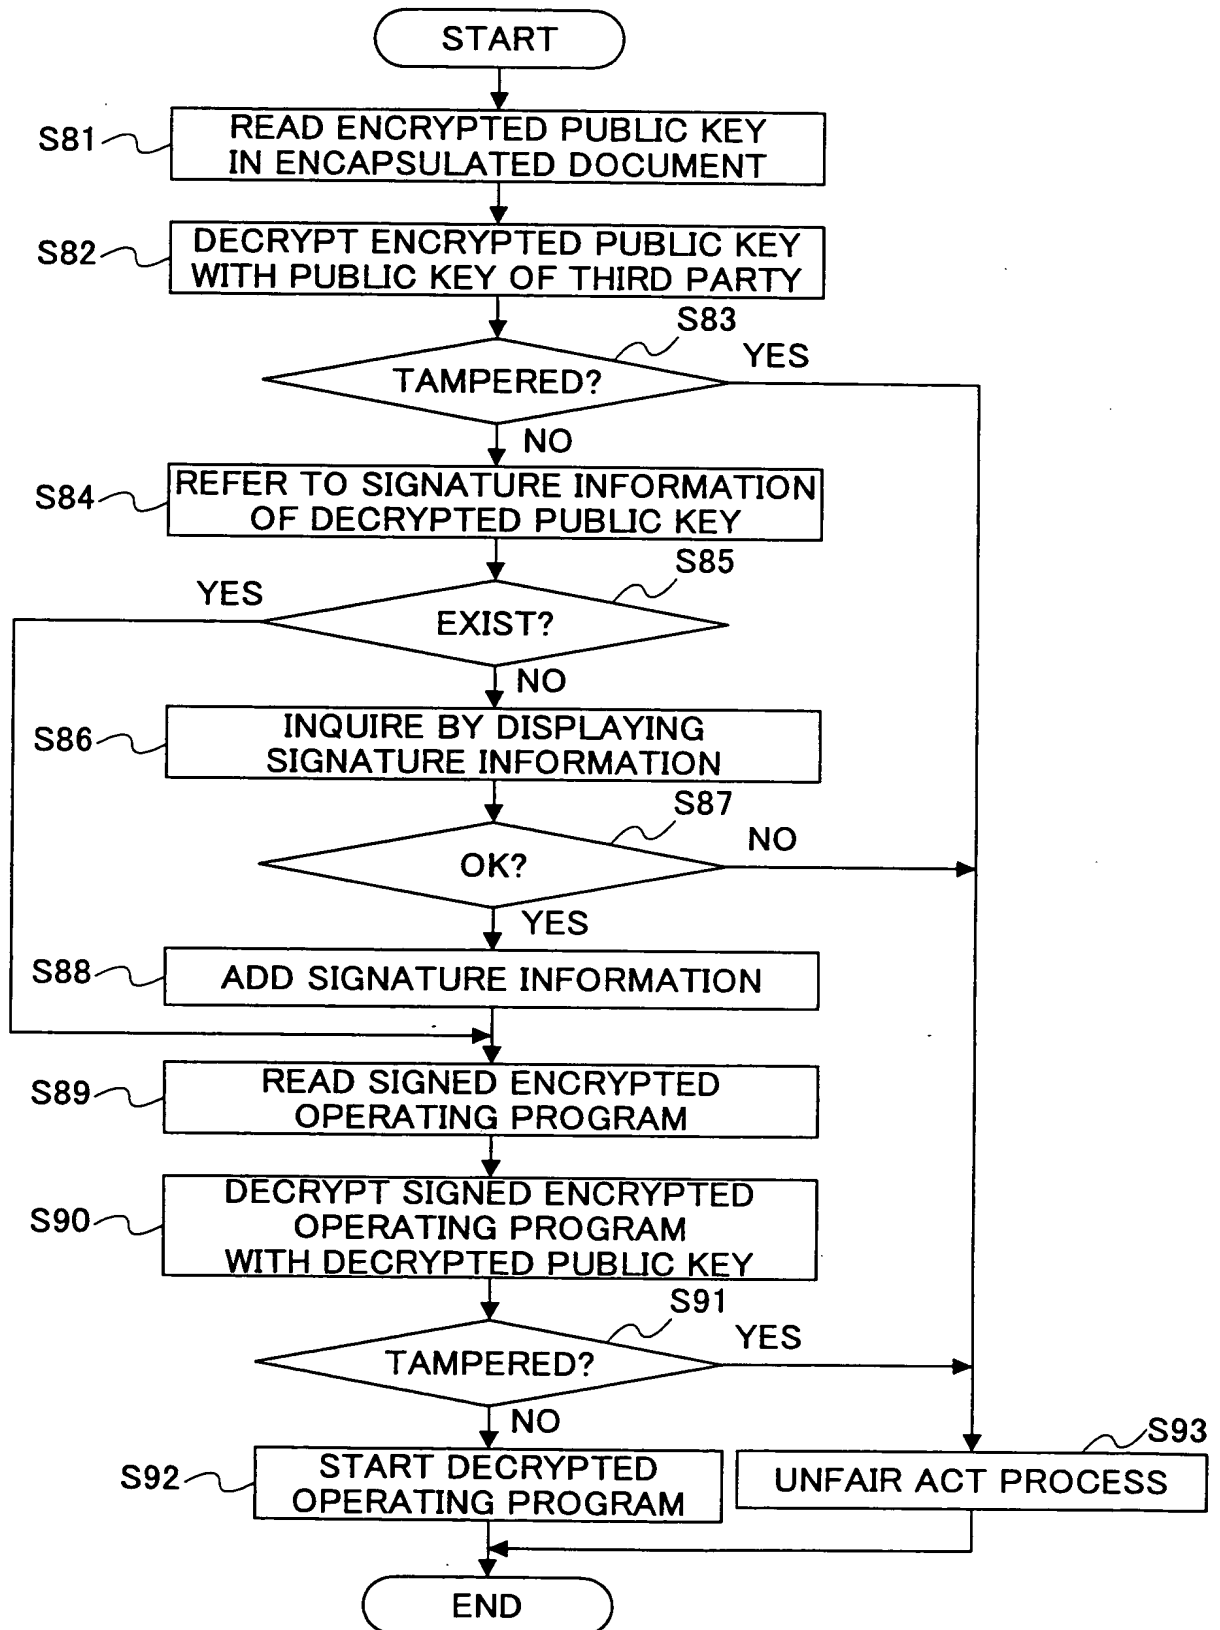 START
S81
READ ENCRYPTED PUBLIC KEY
IN ENCAPSULATED DOCUMENT
S82
DECRYPT ENCRYPTED PUBLIC KEY
WITH PUBLIC KEY OF THIRD PARTY
S83
YES
TAMPERED?
NO
S84
REFER TO SIGNATURE INFORMATION
OF DECRYPTED PUBLIC KEY
S85
YES
EXIST?
NO
S86
INQUIRE BY DISPLAYING
SIGNATURE INFORMATION
S87
NO
OK?
YES
S88
ADD SIGNATURE INFORMATION
S89
READ SIGNED ENCRYPTED
OPERATING PROGRAM
S90
DECRYPT SIGNED ENCRYPTED
OPERATING PROGRAM
WITH DECRYPTED PUBLIC KEY
S91
YES
TAMPERED?
NO
S92
START DECRYPTED
OPERATING PROGRAM
S93
UNFAIR ACT PROCESS
END